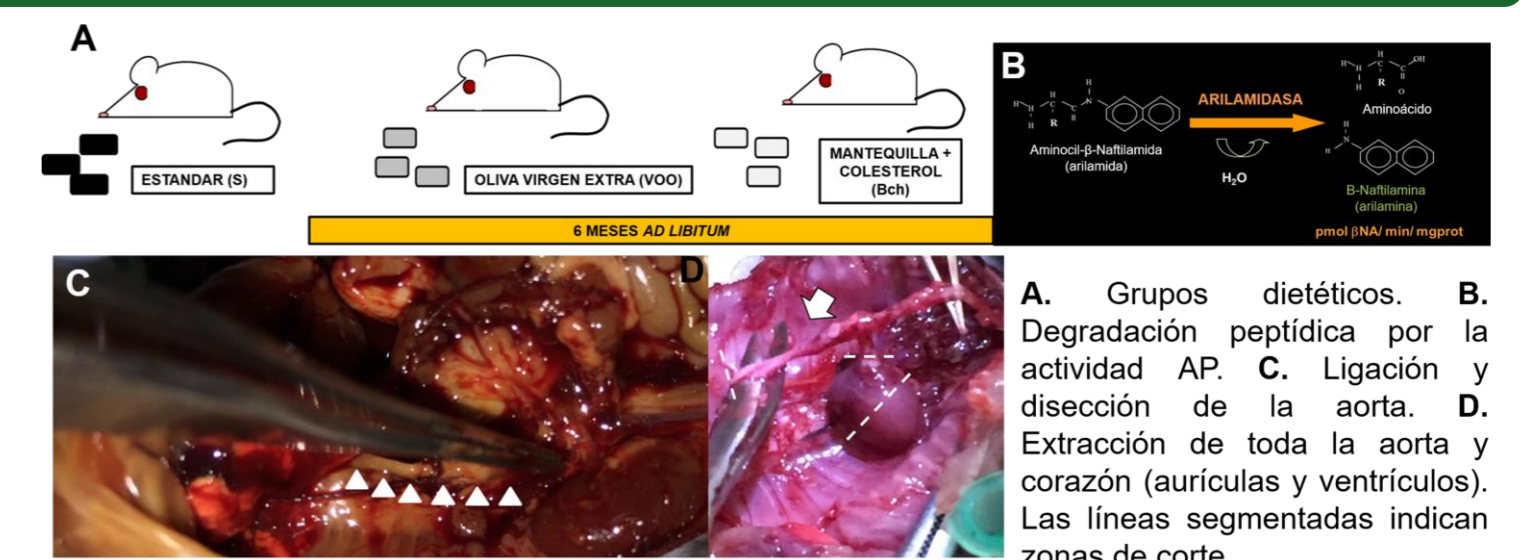 A
ESTANDAR (S)
OLIVA VIRGEN EXTRA (VOO)
MANTEQUILLA +
COLESTEROL
(Bch)
6 MESES AD LIBITUM
B
H
H
H
H
C
C
N
H
R
Aminocil-β-Naftilamida
(arilamida)
ARILAMIDASA
H₂O
H
H
H
C
C
OH
R
O
Aminoácido
H
N
H
B-Naftilamina
(arilamina)
pmol βNA/ min/ mgprot
C
D
A. Grupos dietéticos. B.
Degradación peptídica por la
actividad AP. C. Ligación y
disección de la aorta. D.
Extracción de toda la aorta y
corazón (aurículas y ventrículos).
Las líneas segmentadas indican
zonas de corte